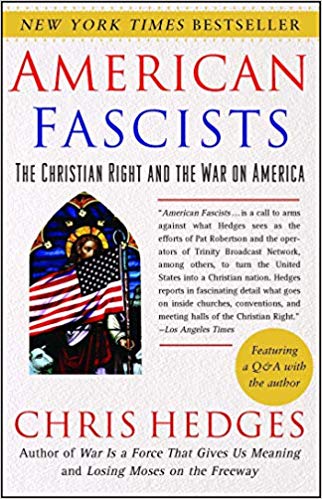 NEW YORK TIMES BESTSELLER
AMERICAN
FASCISTS
THE CHRISTIAN RIGHT AND THE WAR ON AMERICA
"American Fascists...is a call to arms
against what Hedges sees as the
efforts of Pat Robertson and the oper-
ators of Trinity Broadcast Network,
among others, to turn the United
States into a Christian nation. Hedges
reports in fascinating detail what goes
on inside churches, conventions, and
meeting halls of the Christian Right."
–Los Angeles Times
Featuring
a Q&A with
the author
CHRIS HEDGES
Author of War Is a Force That Gives Us Meaning
and Losing Moses on the Freeway